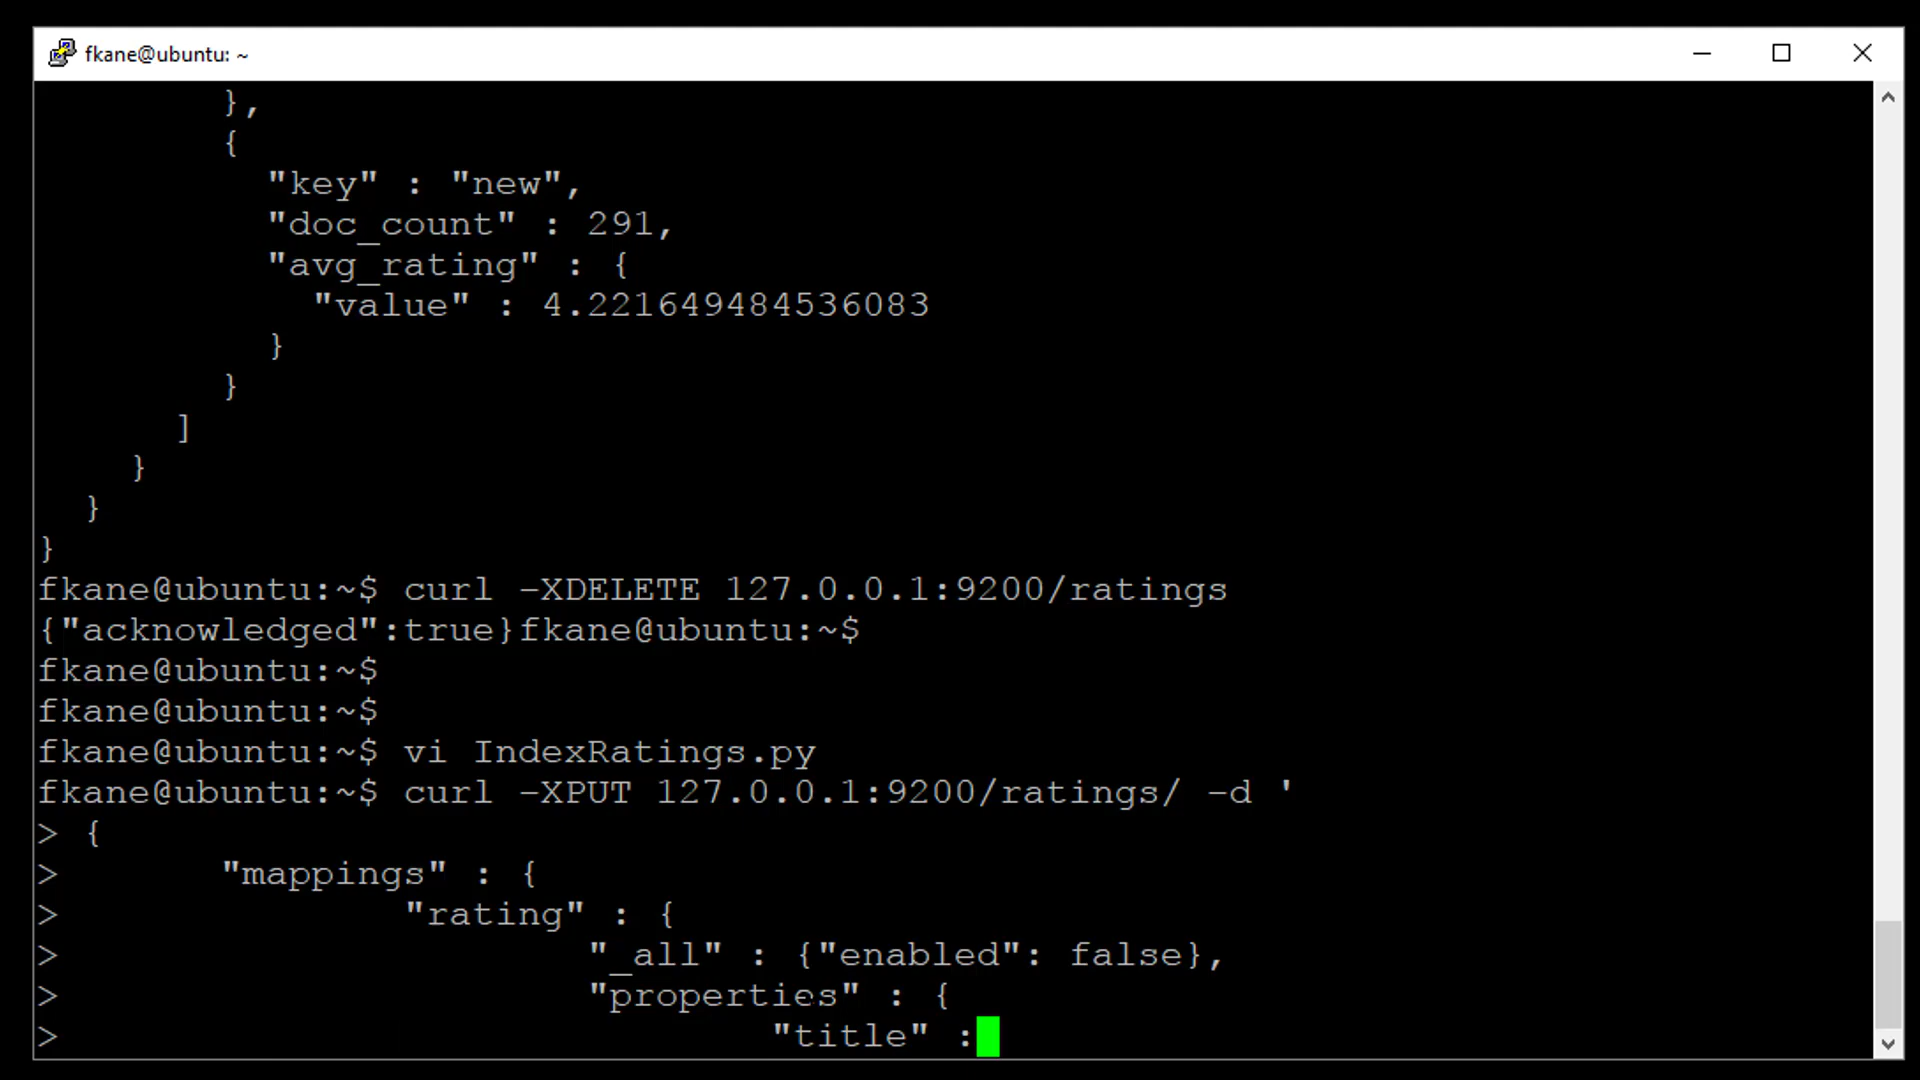 fkane@ubuntu: ~
},
{
"key" : "new",
"doc_count" : 291,
"avg_rating" : {
"value" : 4.221649484536083
}
}
]
}
}
}
fkane@ubuntu:~$ curl -XDELETE 127.0.0.1:9200/ratings
{"acknowledged":true}fkane@ubuntu:~$
fkane@ubuntu:~$
fkane@ubuntu:~$
fkane@ubuntu:~$ vi IndexRatings.py
fkane@ubuntu:~$ curl -XPUT 127.0.0.1:9200/ratings/ -d '
> {
> "mappings" : {
> "rating" : {
> "_all" : {"enabled": false},
> "properties" : {
> "title" :